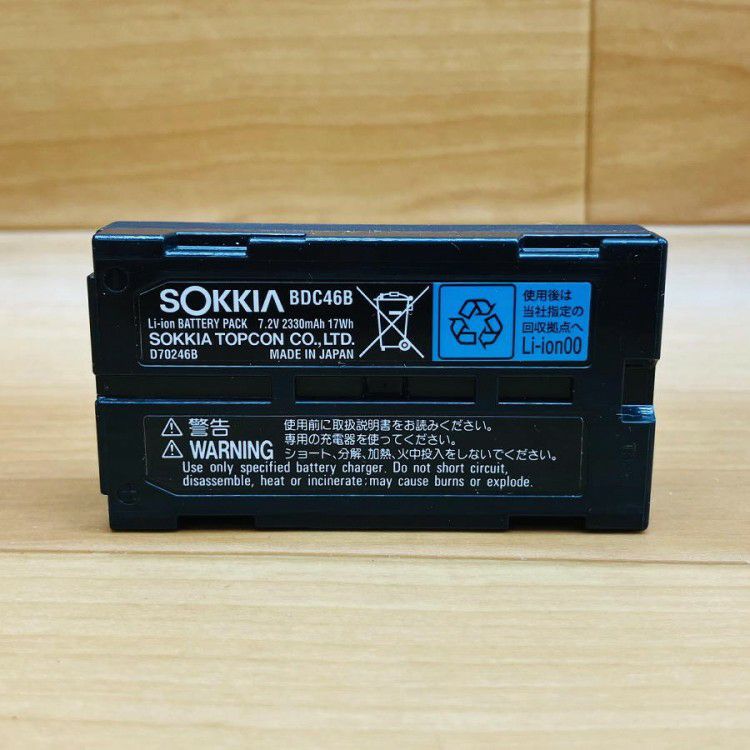 SOKKIA BDC46B
Li-ion BATTERY PACK 7.2V 2330mAh 17Wh
SOKKIA TOPCON CO., LTD.
D70246B MADE IN JAPAN
使用後は
当社指定の
回収拠点へ
Li-ion00
警告
WARNING
使用前に取扱説明書をお読みください。
専用の充電器を使ってください。
ショート、分解、加熱、火中投入をしないでください。
Use only specified battery charger. Do not short circuit,
disassemble, heat or incinerate;may cause burns or explode.